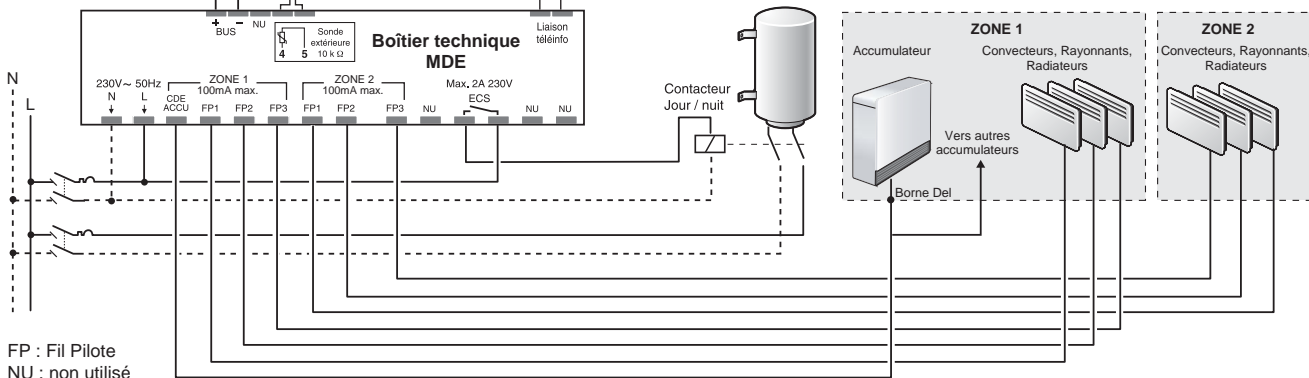 + – NU
BUS
Sonde
extérieure
10 k Ω
4 5
Boîtier technique
MDE
Liaison
téléinfo
230V~ 50Hz
N L
CDE
ACCU
ZONE 1
100mA max.
FP1 FP2 FP3
ZONE 2
100mA max.
FP1 FP2 FP3 NU
Max. 2A 230V
ECS
NU NU
N
L
Contacteur
Jour / nuit
ZONE 1
Accumulateur
Convecteurs, Rayonnants,
Radiateurs
Vers autres
accumulateurs
Borne Del
ZONE 2
Convecteurs, Rayonnants,
Radiateurs
FP : Fil Pilote
NU : non utilisé